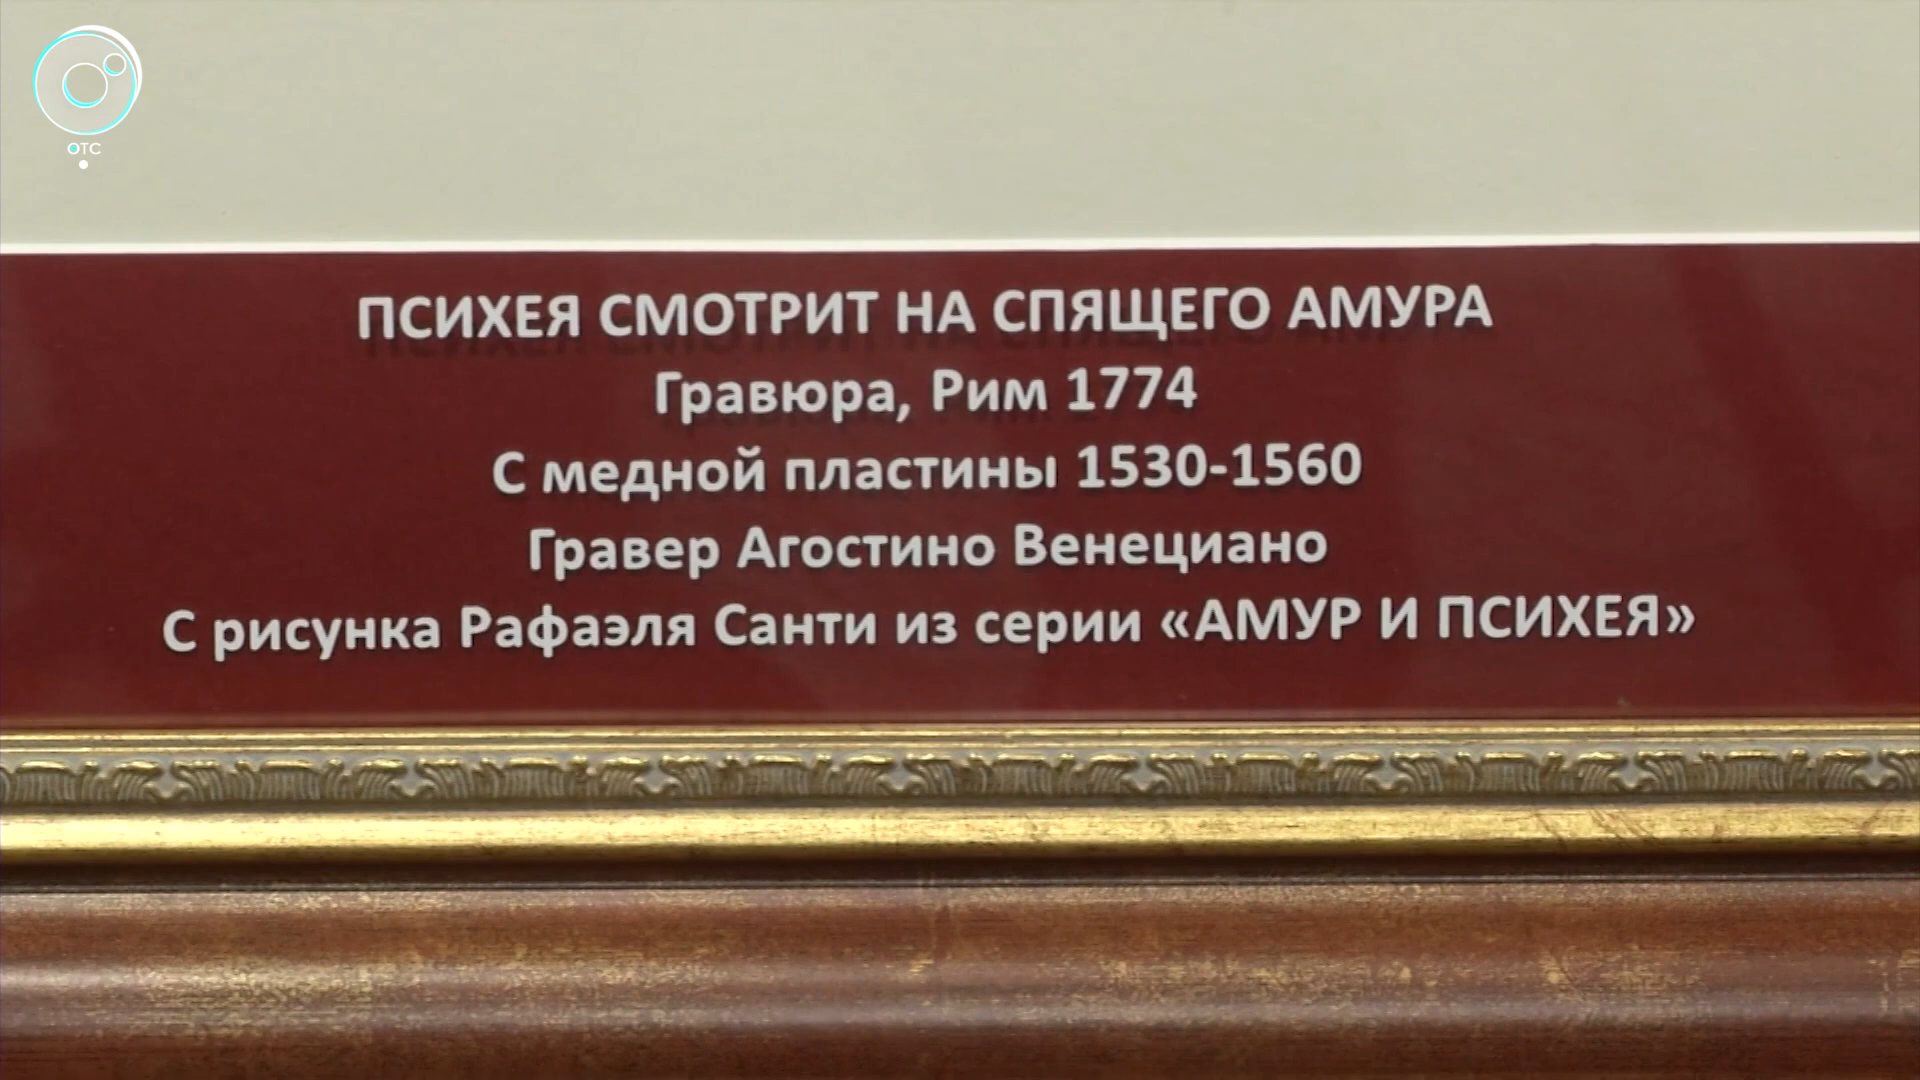 ОТС
ПСИХЕЯ СМОТРИТ НА СПЯЩЕГО АМУРА
Гравюра, Рим 1774
С медной пластины 1530-1560
Гравер Агостино Венециано
С рисунка Рафаэля Санти из серии «АМУР И ПСИХЕЯ»